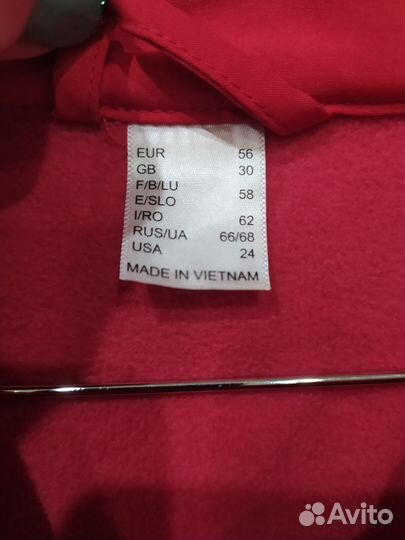 EUR 56
GB 30
F/B/LU
E/SLO 58
I/RO 62
RUS/UA 66/68
USA 24
MADE IN VIETNAM
Avito